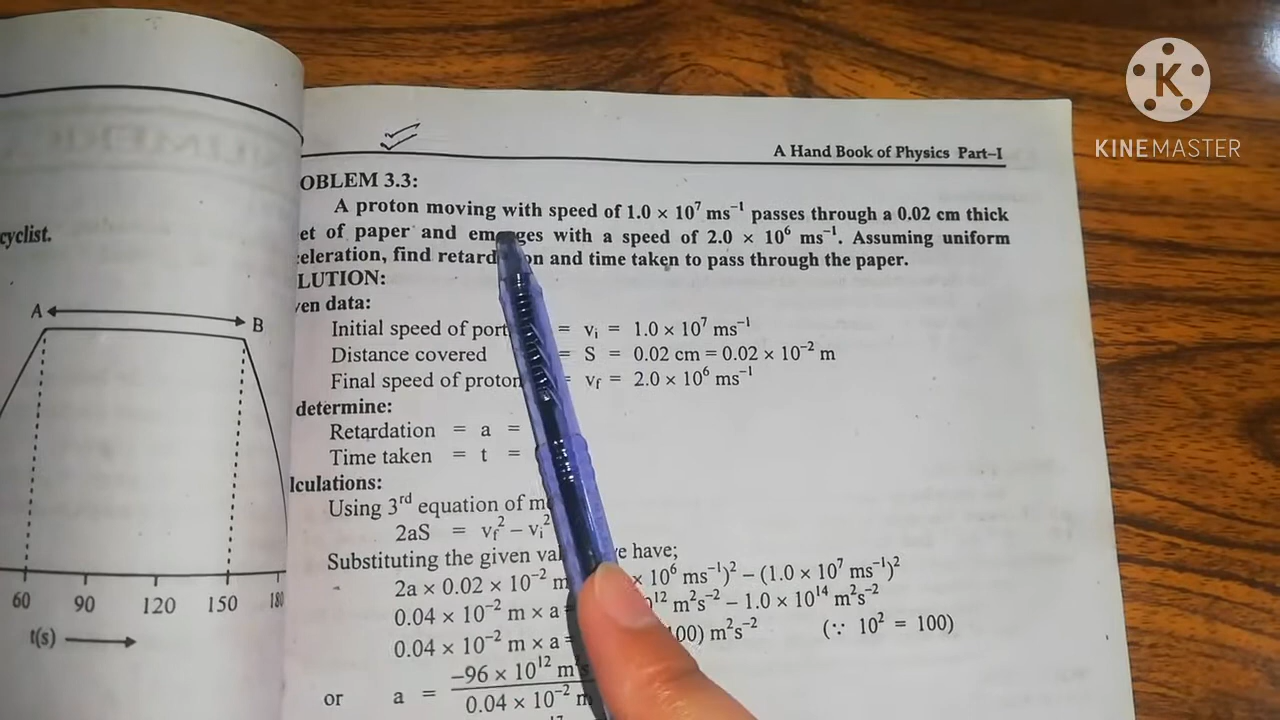 KINEMASTER
A Hand Book of Physics Part–I
OBLEM 3.3:
A proton moving with speed of 1.0 × 10⁷ ms⁻¹ passes through a 0.02 cm thick
et of paper and emerges with a speed of 2.0 × 10⁶ ms⁻¹. Assuming uniform
eleration, find retardation and time taken to pass through the paper.
LUTION:
en data:
Initial speed of port = vᵢ = 1.0 × 10⁷ ms⁻¹
Distance covered = S = 0.02 cm = 0.02 × 10⁻² m
Final speed of proton = v_f = 2.0 × 10⁶ ms⁻¹
determine:
Retardation = a =
Time taken = t =
lculations:
Using 3rd equation of m
2aS = v_f² – vᵢ²
Substituting the given val e have;
2a × 0.02 × 10⁻² m × 10⁶ ms⁻¹)² – (1.0 × 10⁷ ms⁻¹)²
0.04 × 10⁻² m × a = 10¹² m²s⁻² – 1.0 × 10¹⁴ m²s⁻²
0.04 × 10⁻² m × a = 00) m²s⁻² (∵ 10² = 100)
or a = –96 × 10¹² m²s
0.04 × 10⁻² m
cyclist.
A B
60 90 120 150 180
t(s)